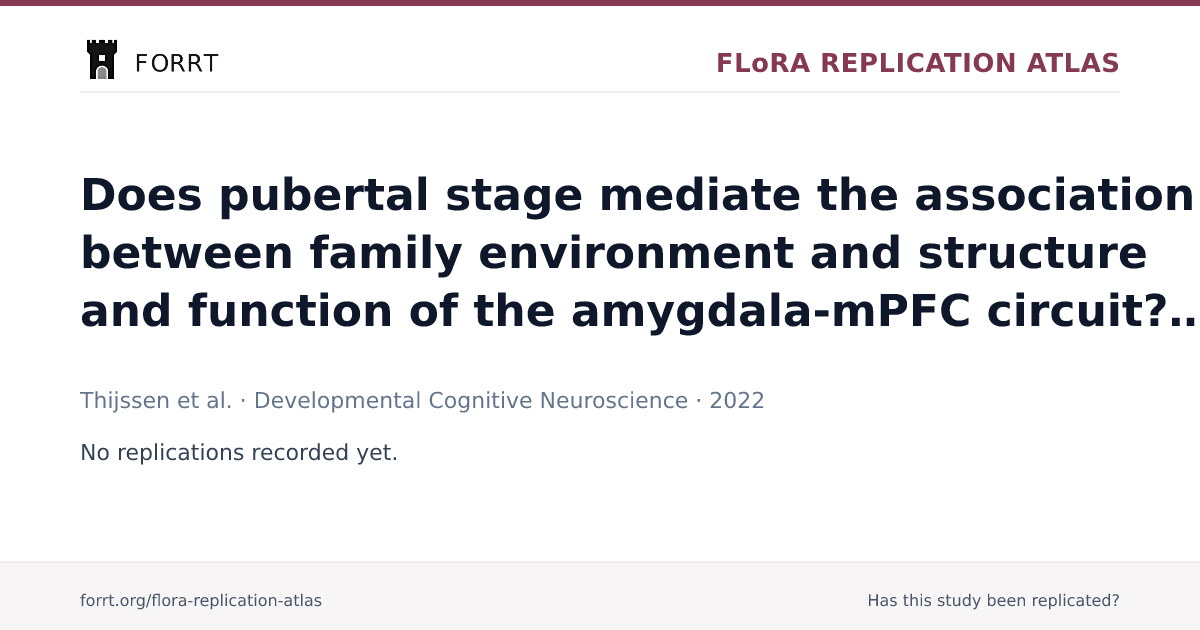 FORRT
FLoRA REPLICATION ATLAS
Does pubertal stage mediate the association
between family environment and structure
and function of the amygdala-mPFC circuit?…
Thijssen et al. · Developmental Cognitive Neuroscience · 2022
No replications recorded yet.
forrt.org/flora-replication-atlas
Has this study been replicated?